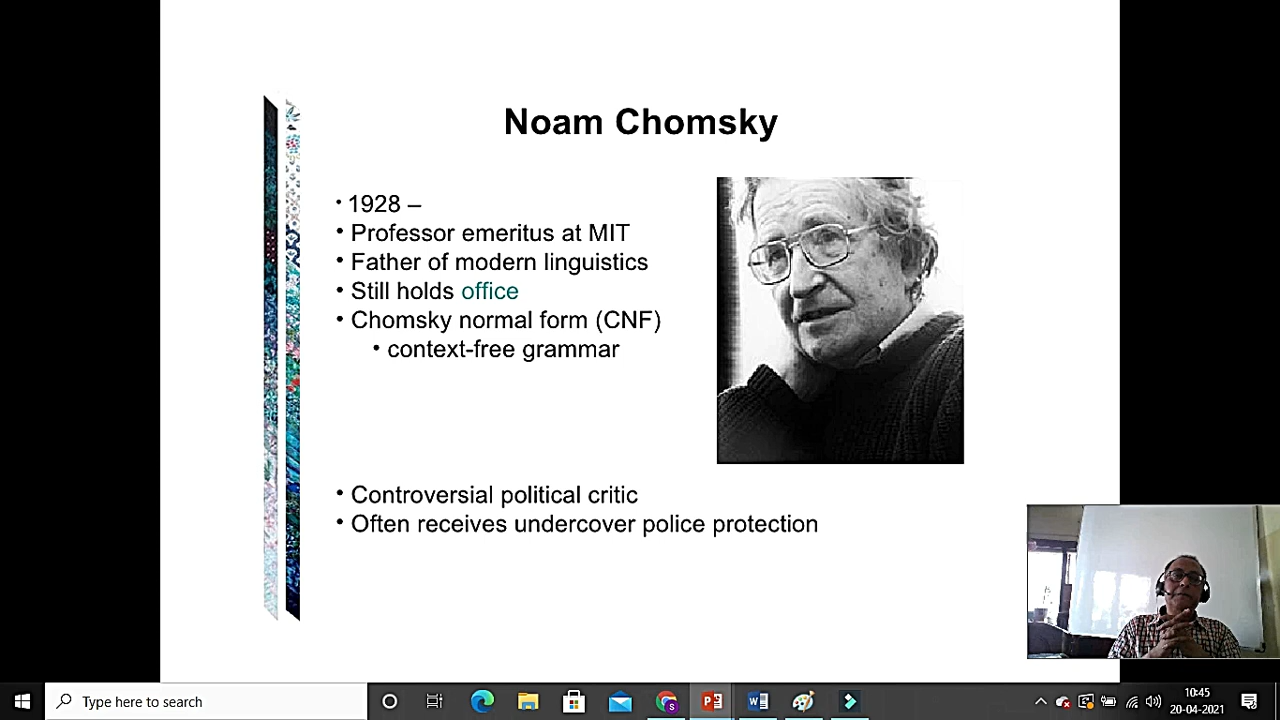 Noam Chomsky
• 1928 –
• Professor emeritus at MIT
• Father of modern linguistics
• Still holds office
• Chomsky normal form (CNF)
• context-free grammar
• Controversial political critic
• Often receives undercover police protection
Type here to search
10:45
20-04-2021